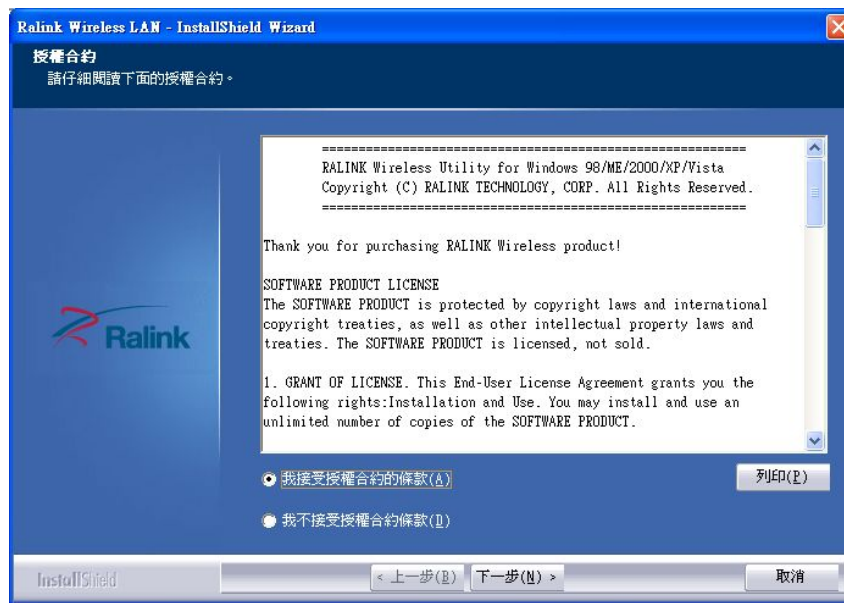 Ralink Wireless LAN - InstallShield Wizard
授權合約
請仔細閱讀下面的授權合約。
==========================================================
RALINK Wireless Utility for Windows 98/ME/2000/XP/Vista
Copyright (C) RALINK TECHNOLOGY, CORP. All Rights Reserved.
==========================================================
Thank you for purchasing RALINK Wireless product!
SOFTWARE PRODUCT LICENSE
The SOFTWARE PRODUCT is protected by copyright laws and international
copyright treaties, as well as other intellectual property laws and
treaties. The SOFTWARE PRODUCT is licensed, not sold.
1. GRANT OF LICENSE. This End-User License Agreement grants you the
following rights:Installation and Use. You may install and use an
unlimited number of copies of the SOFTWARE PRODUCT.
Ralink
我接受授權合約的條款(A)
列印(P)
我不接受授權合約條款(D)
InstallShield
< 上一步(B)
下一步(N) >
取消